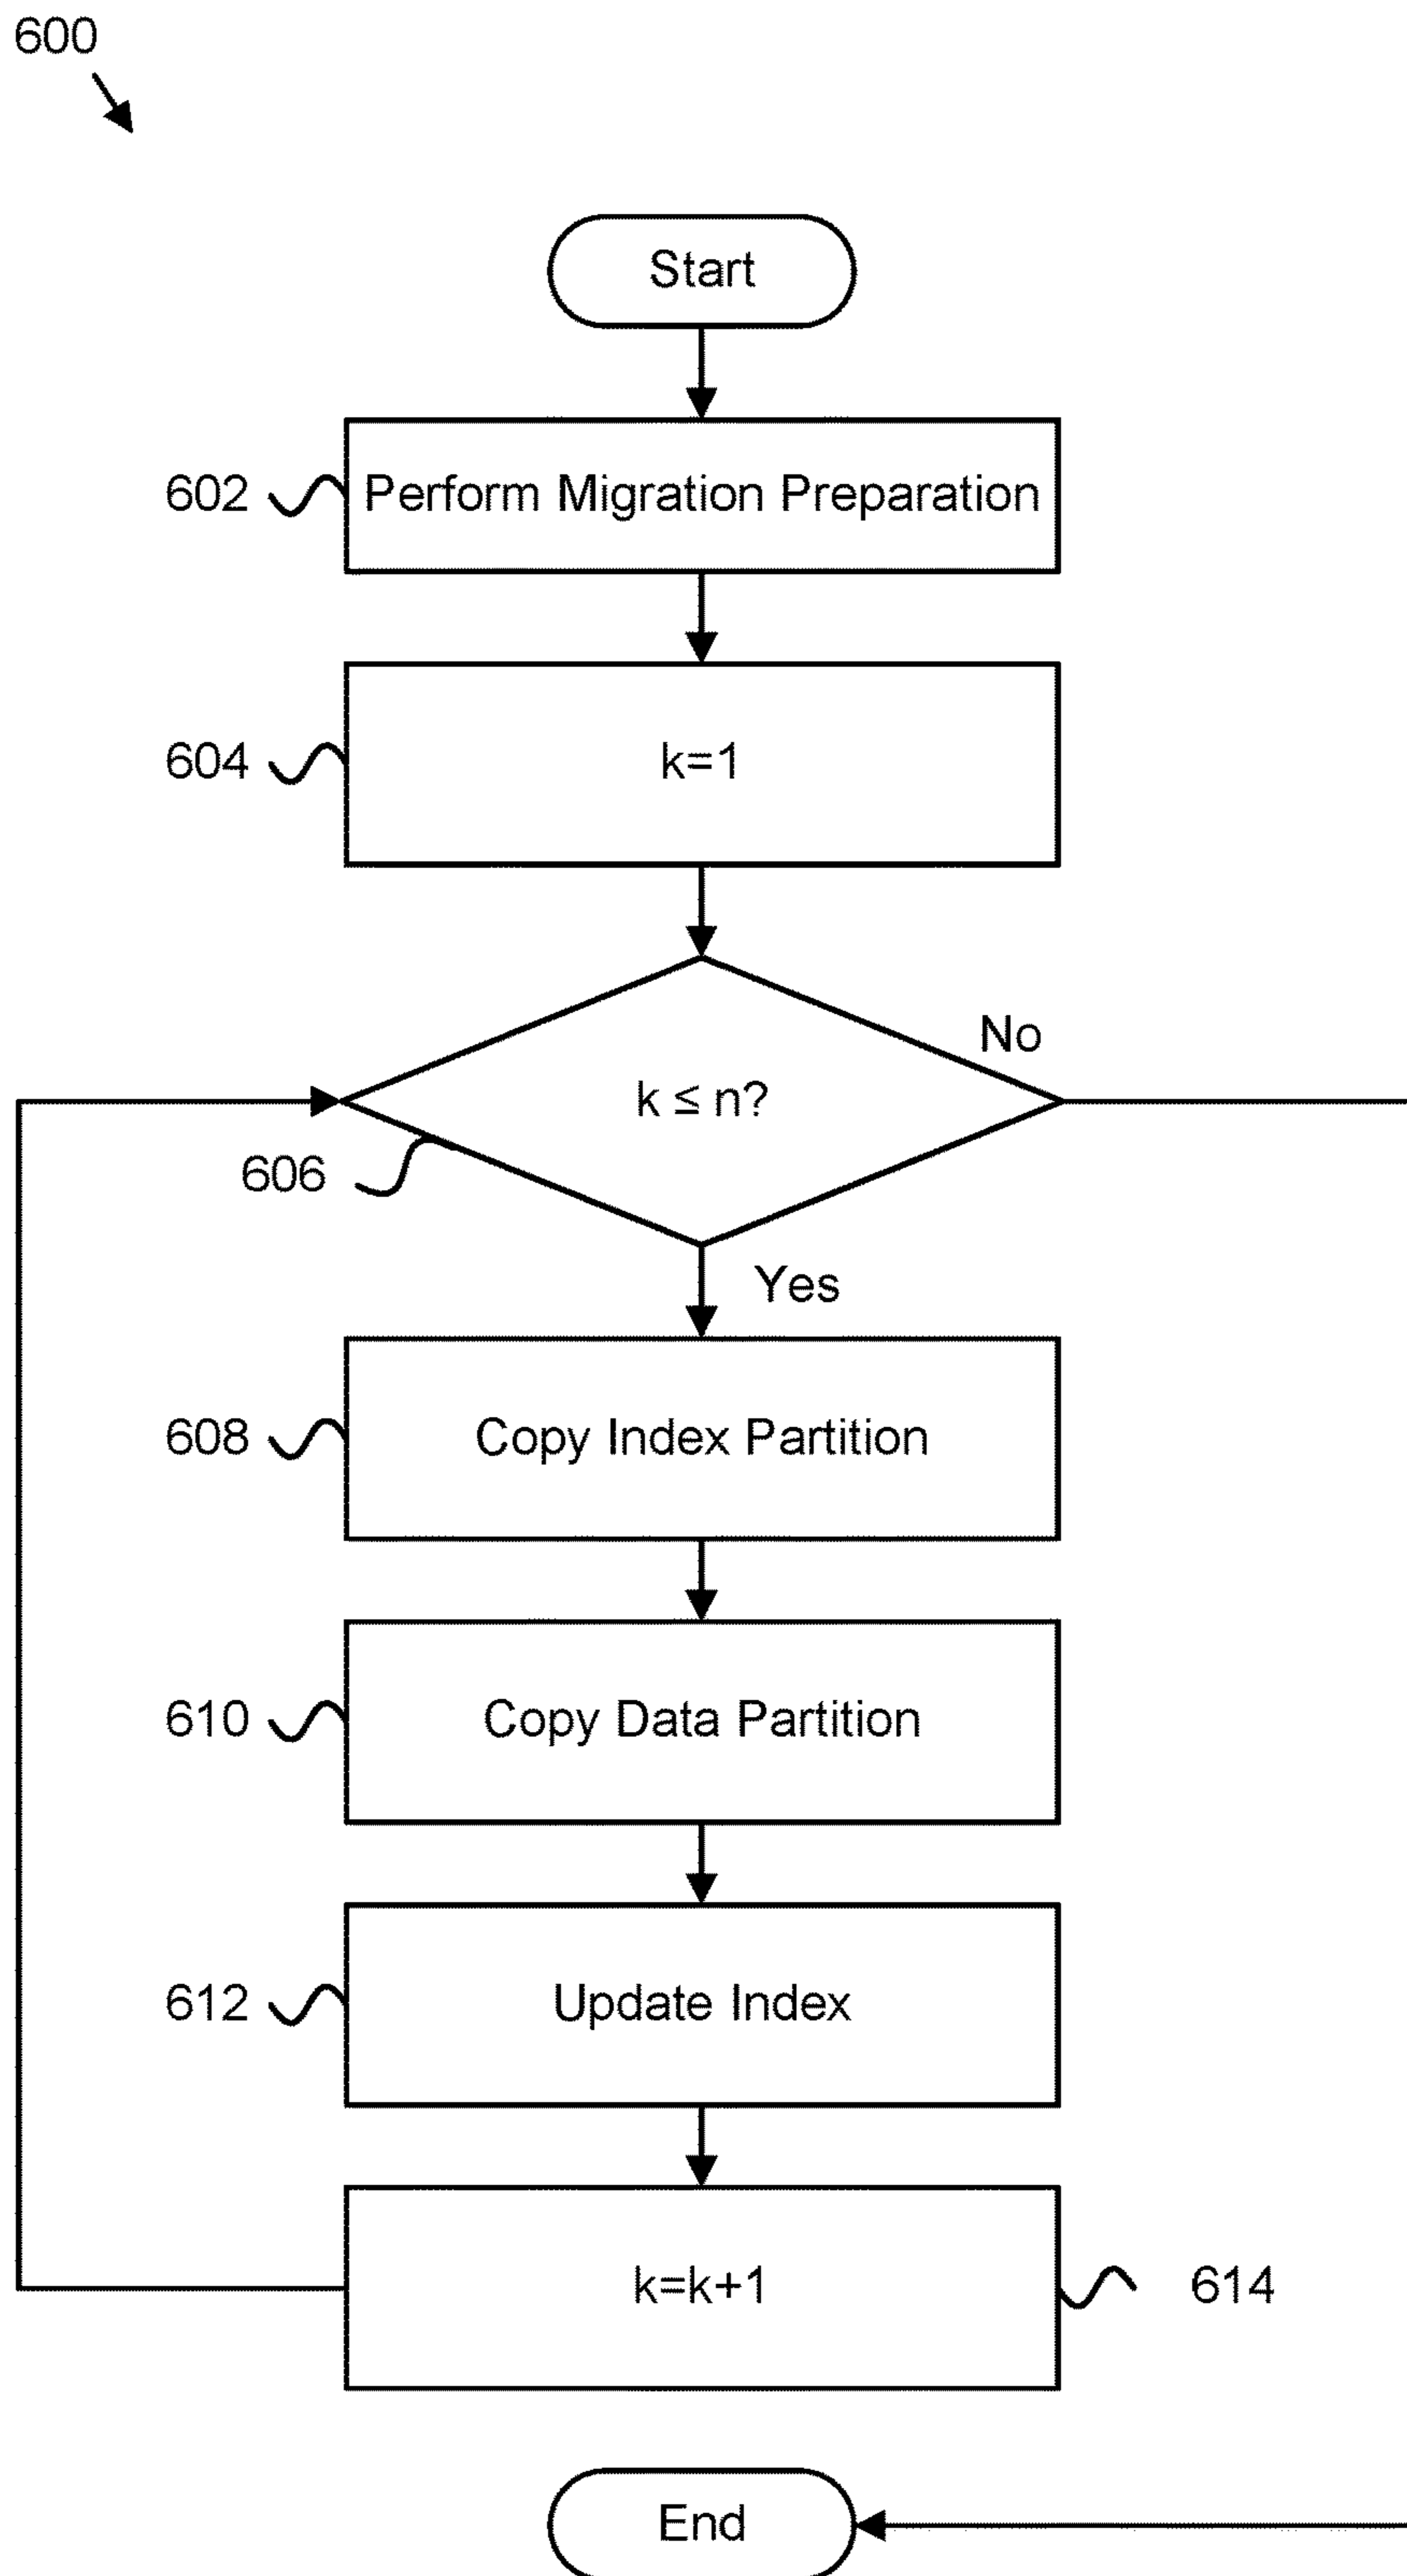 600
Start
602
Perform Migration Preparation
604
k=1
No
k ≤ n?
606
Yes
608
Copy Index Partition
610
Copy Data Partition
612
Update Index
k=k+1
614
End